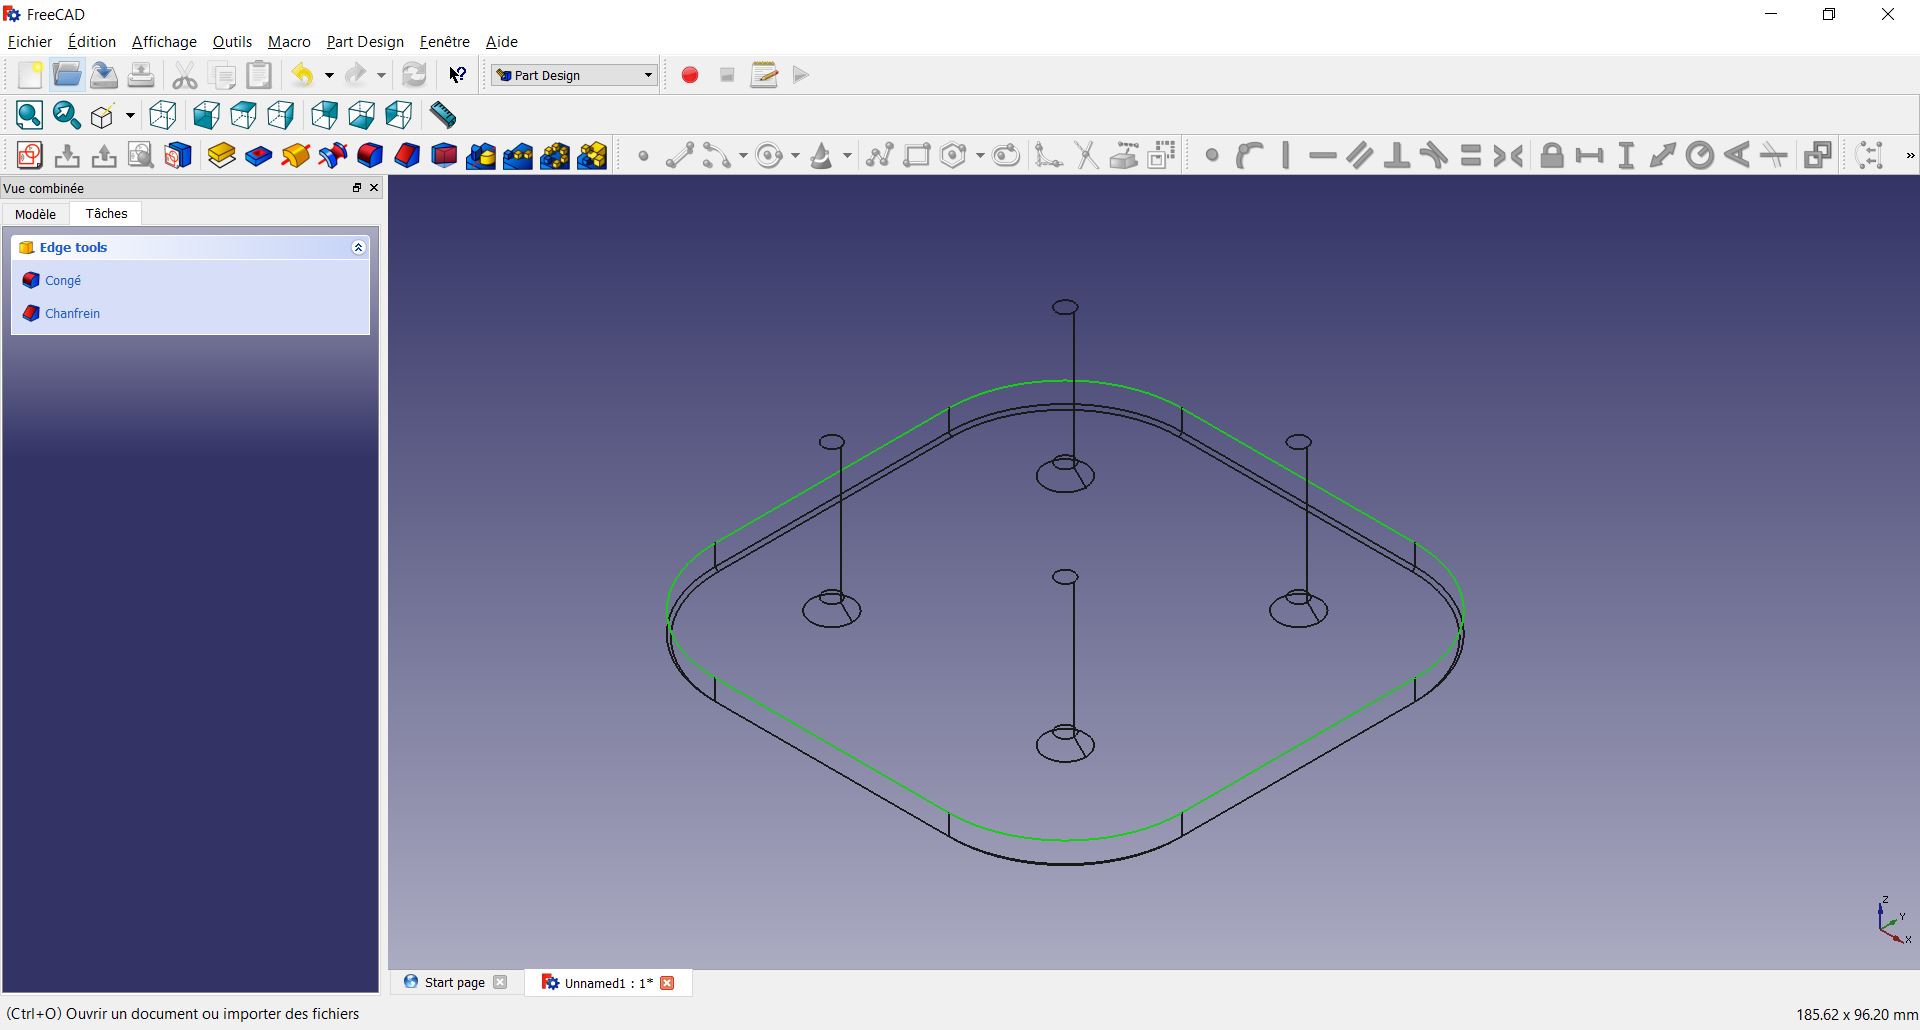 FreeCAD
Fichier Édition Affichage Outils Macro Part Design Fenêtre Aide
Part Design
Vue combinée
Modèle Tâches
Edge tools
Congé
Chanfrein
Z
Y
X
Start page Unnamed1 : 1*
(Ctrl+O) Ouvrir un document ou importer des fichiers 185.62 x 96.20 mm